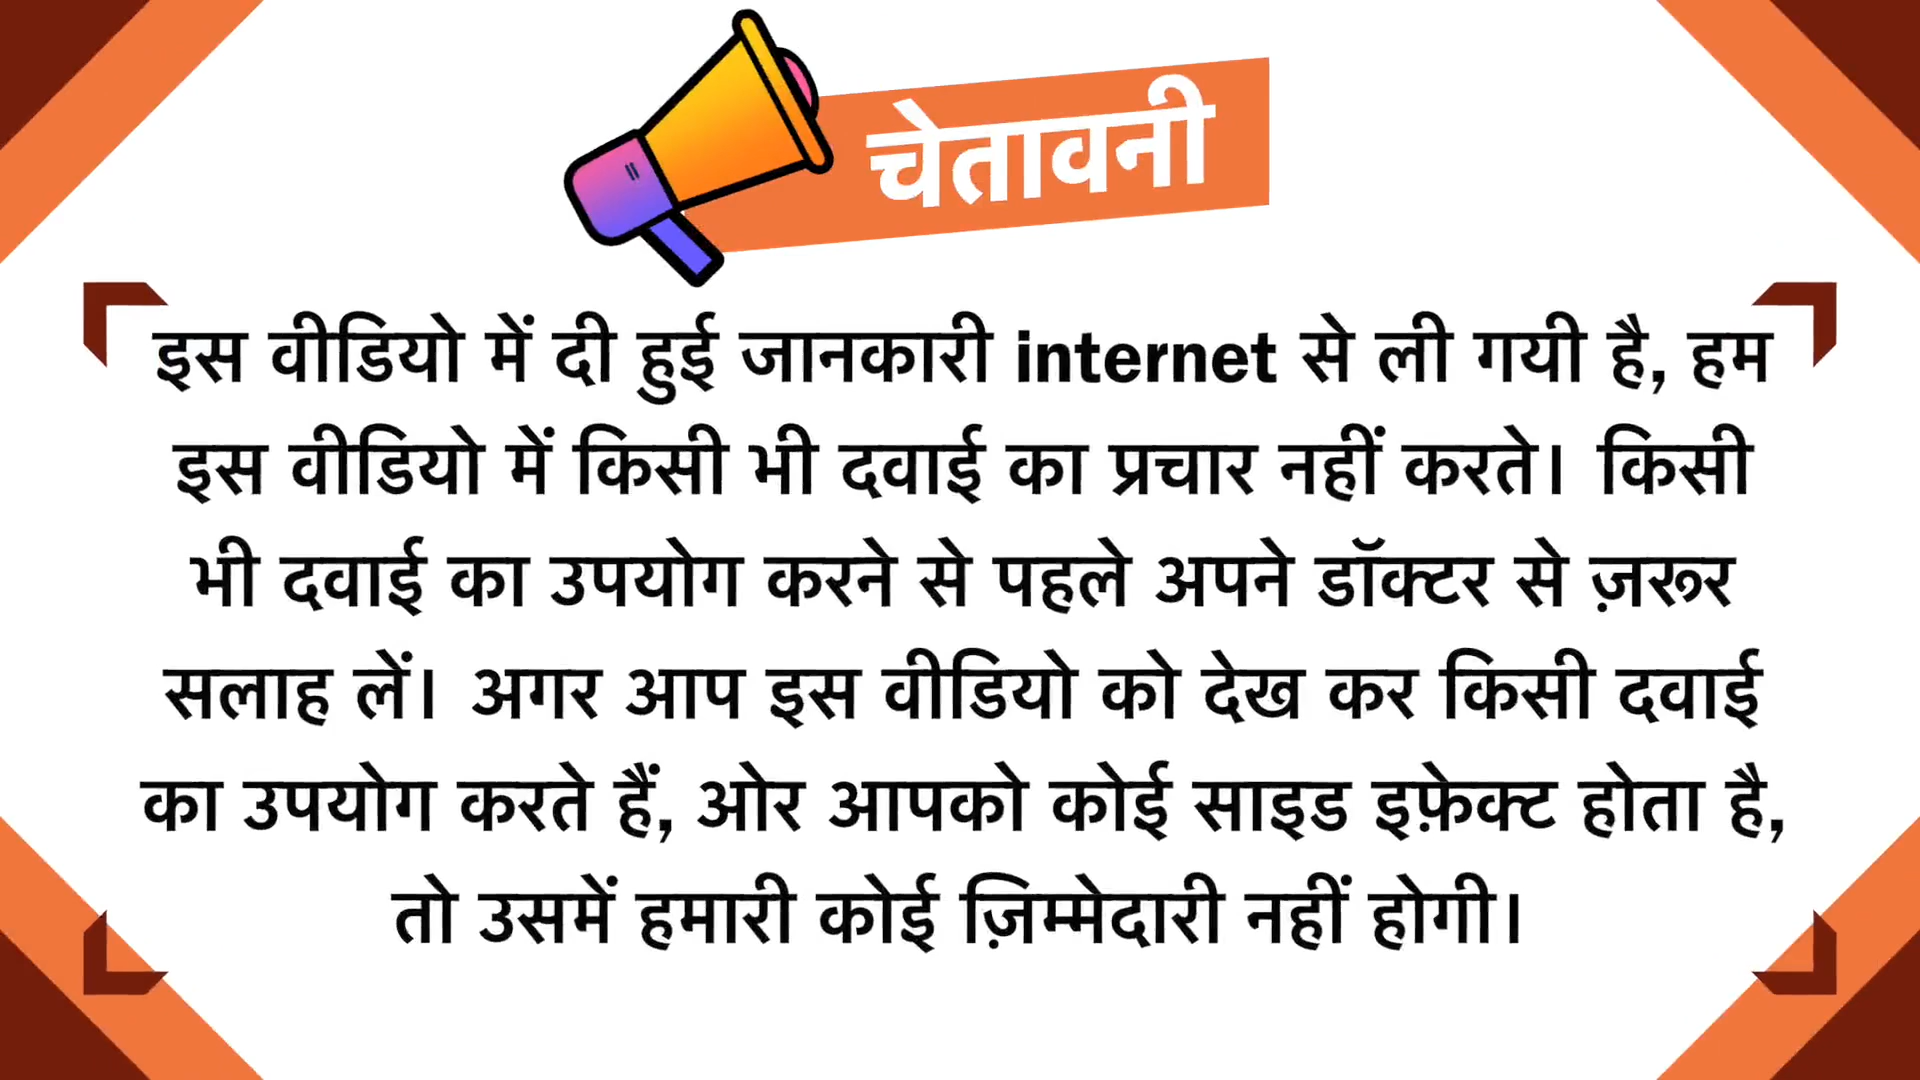 चेतावनी
इस वीडियो में दी हुई जानकारी internet से ली गयी है, हम
इस वीडियो में किसी भी दवाई का प्रचार नहीं करते। किसी
भी दवाई का उपयोग करने से पहले अपने डॉक्टर से ज़रूर
सलाह लें। अगर आप इस वीडियो को देख कर किसी दवाई
का उपयोग करते हैं, ओर आपको कोई साइड इफ़ेक्ट होता है,
तो उसमें हमारी कोई ज़िम्मेदारी नहीं होगी।